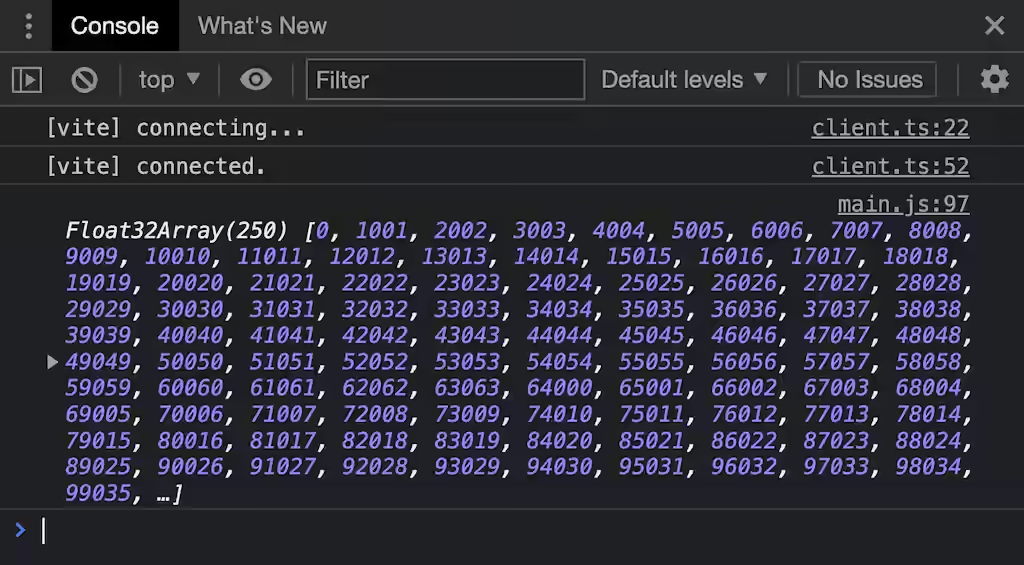 Console What's New
top Filter Default levels No Issues
[vite] connecting... client.ts:22
[vite] connected. client.ts:52
main.js:97
Float32Array(250) [0, 1001, 2002, 3003, 4004, 5005, 6006, 7007, 8008,
9009, 10010, 11011, 12012, 13013, 14014, 15015, 16016, 17017, 18018,
19019, 20020, 21021, 22022, 23023, 24024, 25025, 26026, 27027, 28028,
29029, 30030, 31031, 32032, 33033, 34034, 35035, 36036, 37037, 38038,
39039, 40040, 41041, 42042, 43043, 44044, 45045, 46046, 47047, 48048,
49049, 50050, 51051, 52052, 53053, 54054, 55055, 56056, 57057, 58058,
59059, 60060, 61061, 62062, 63063, 64000, 65001, 66002, 67003, 68004,
69005, 70006, 71007, 72008, 73009, 74010, 75011, 76012, 77013, 78014,
79015, 80016, 81017, 82018, 83019, 84020, 85021, 86022, 87023, 88024,
89025, 90026, 91027, 92028, 93029, 94030, 95031, 96032, 97033, 98034,
99035, …]